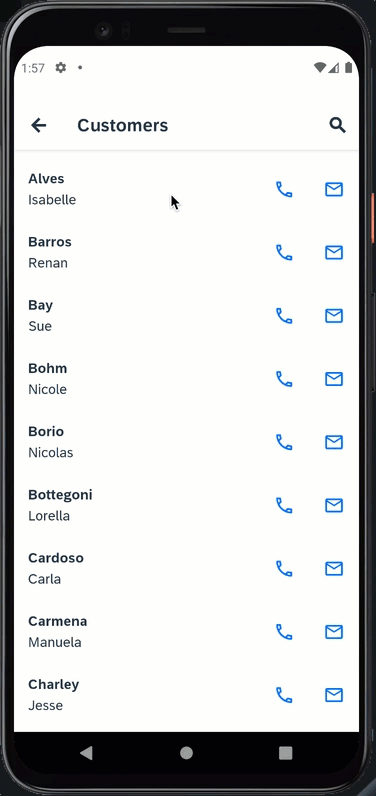 1:57
Customers
Alves
Isabelle
Barros
Renan
Bay
Sue
Bohm
Nicole
Borio
Nicolas
Bottegoni
Lorella
Cardoso
Carla
Carmena
Manuela
Charley
Jesse